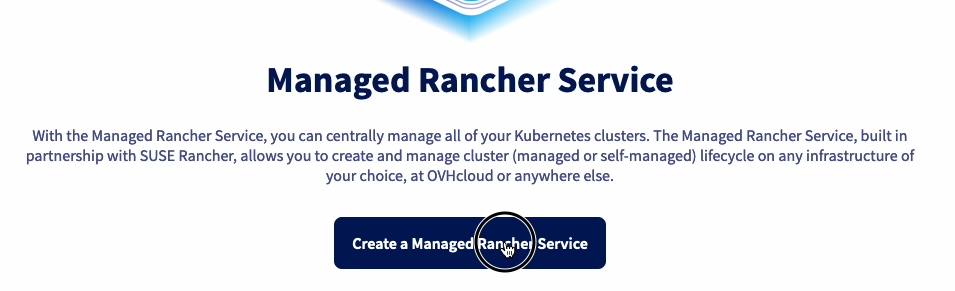 Managed Rancher Service
With the Managed Rancher Service, you can centrally manage all of your Kubernetes clusters. The Managed Rancher Service, built in
partnership with SUSE Rancher, allows you to create and manage cluster (managed or self-managed) lifecycle on any infrastructure of
your choice, at OVHcloud or anywhere else.
Create a Managed Rancher Service